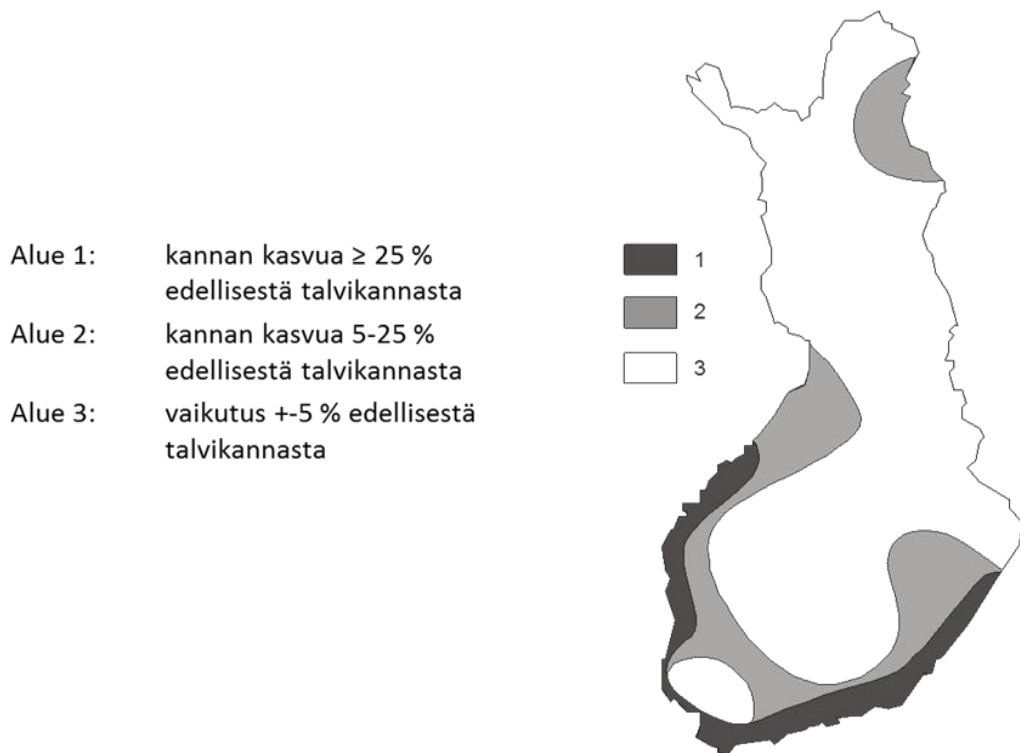 Alue 1: kannan kasvua ≥ 25 %
edellisestä talvikannasta
Alue 2: kannan kasvua 5-25 %
edellisestä talvikannasta
Alue 3: vaikutus +-5 % edellisestä
talvikannasta
1
2
3